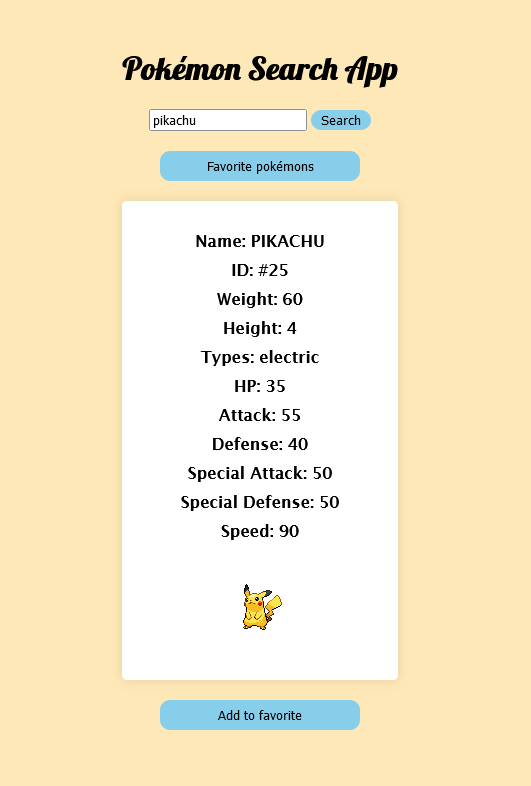 Pokémon Search App
pikachu
Search
Favorite pokémons
Name: PIKACHU
ID: #25
Weight: 60
Height: 4
Types: electric
HP: 35
Attack: 55
Defense: 40
Special Attack: 50
Special Defense: 50
Speed: 90
Add to favorite